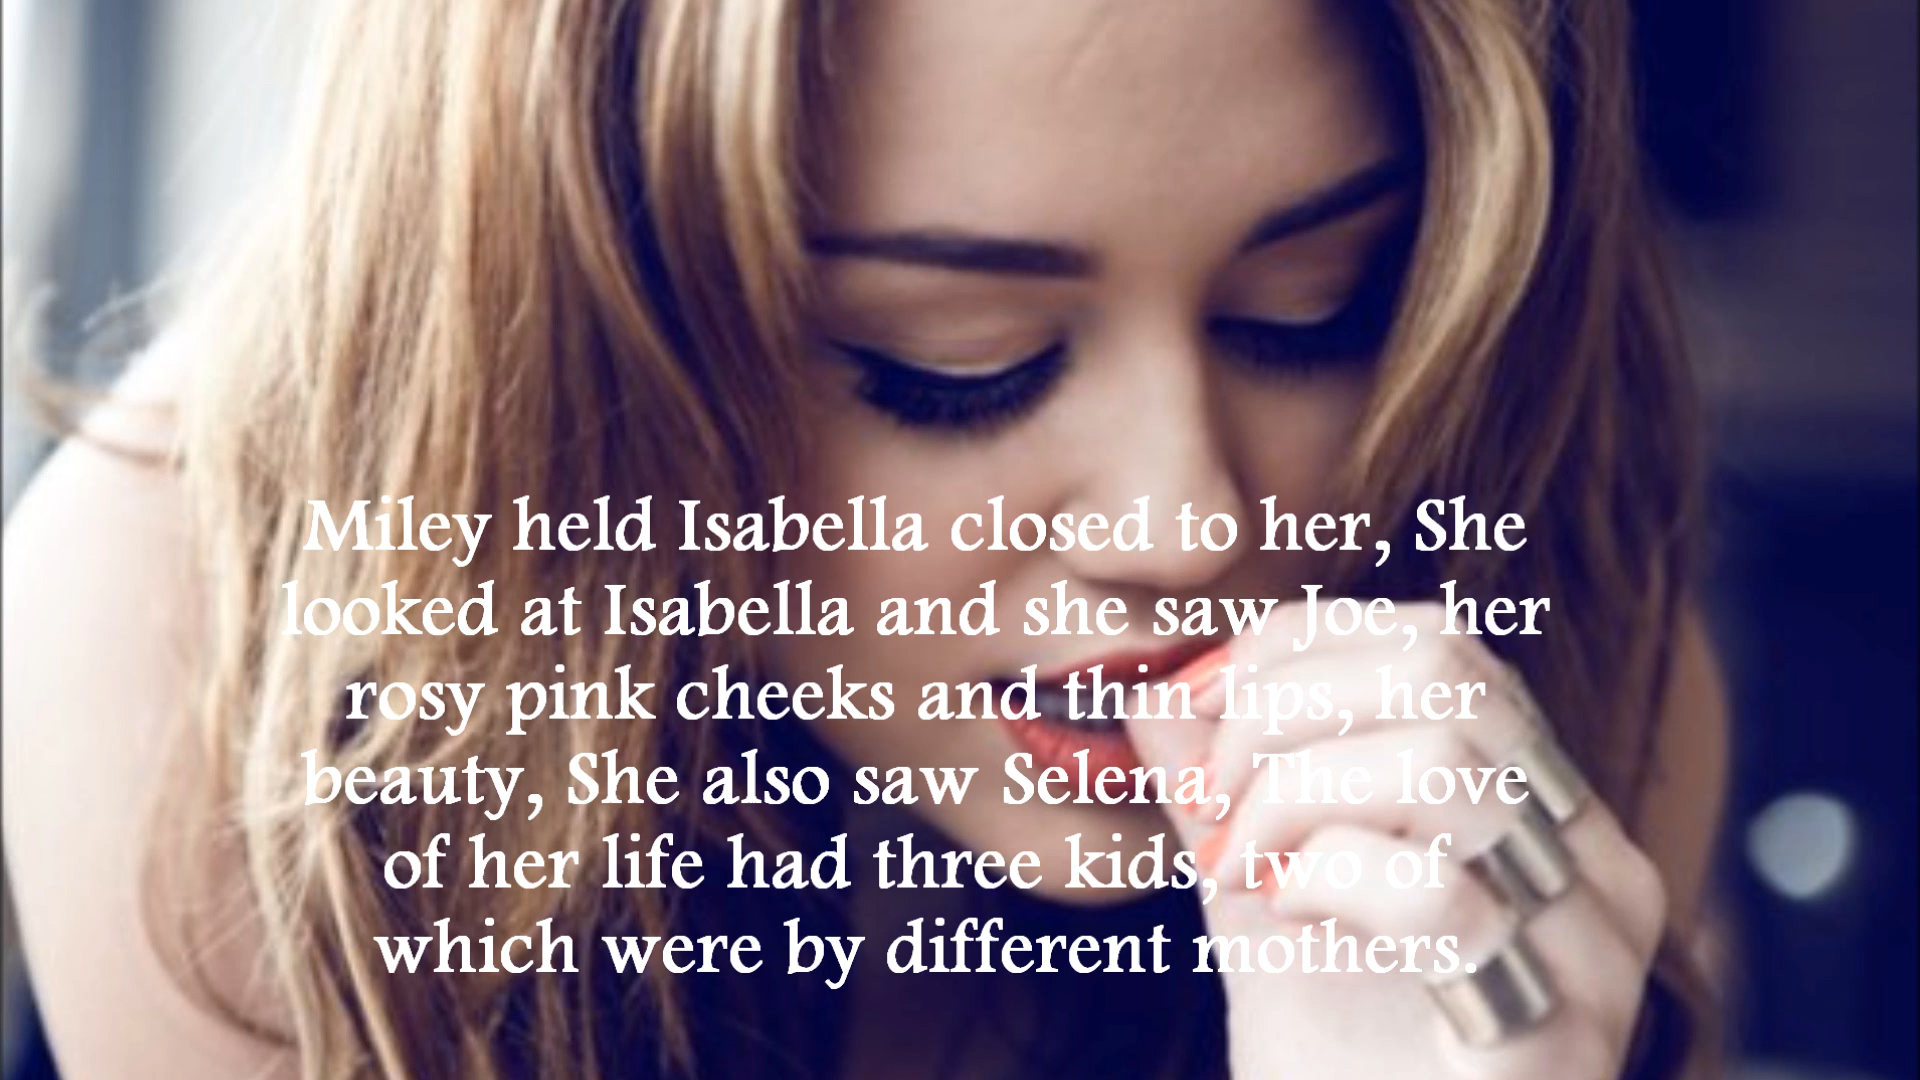 Miley held Isabella closed to her, She
looked at Isabella and she saw Joe, her
rosy pink cheeks and thin lips, her
beauty, She also saw Selena, The love
of her life had three kids, two of
which were by different mothers.